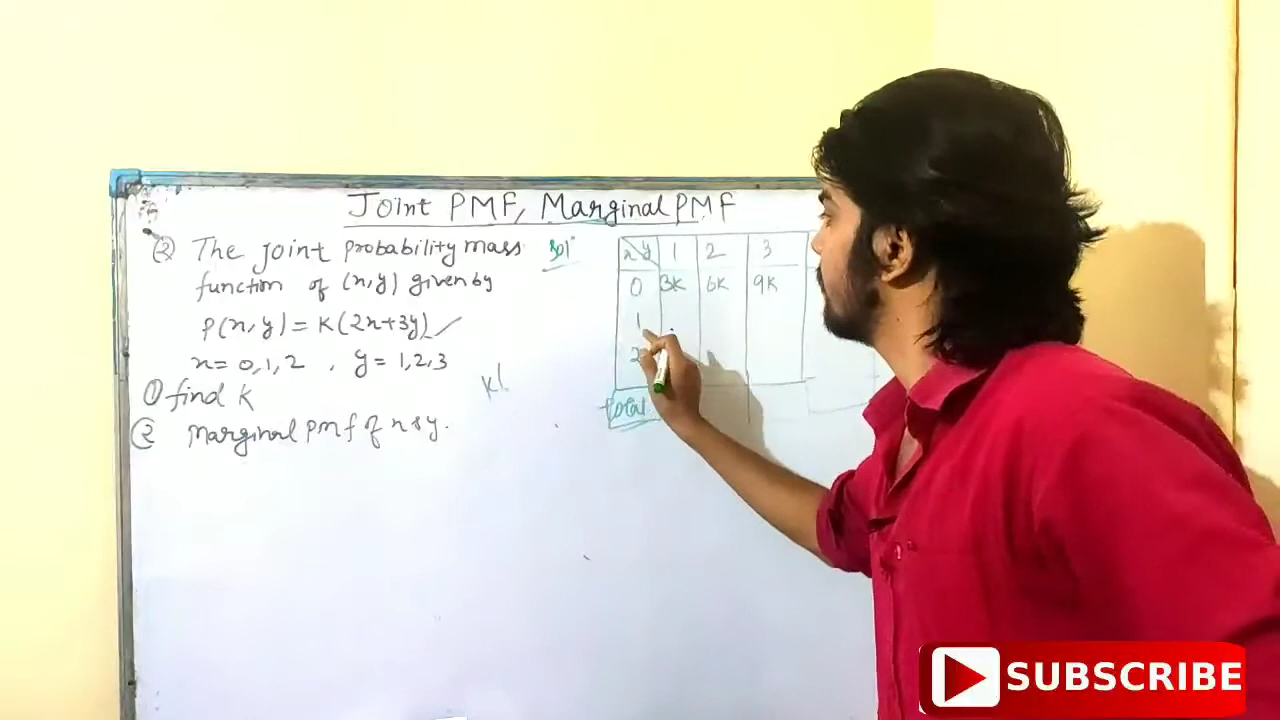 Joint PMF, Marginal PMF
② The joint probability mass
function of (x,y) given by
P(x,y) = K(2x+3y)
x = 0,1,2 , y = 1,2,3
① find K
② Marginal pmf of x & y.
K(
Sol
x y 1 2 3
0 3K 6K 9K
1
2
Total
SUBSCRIBE